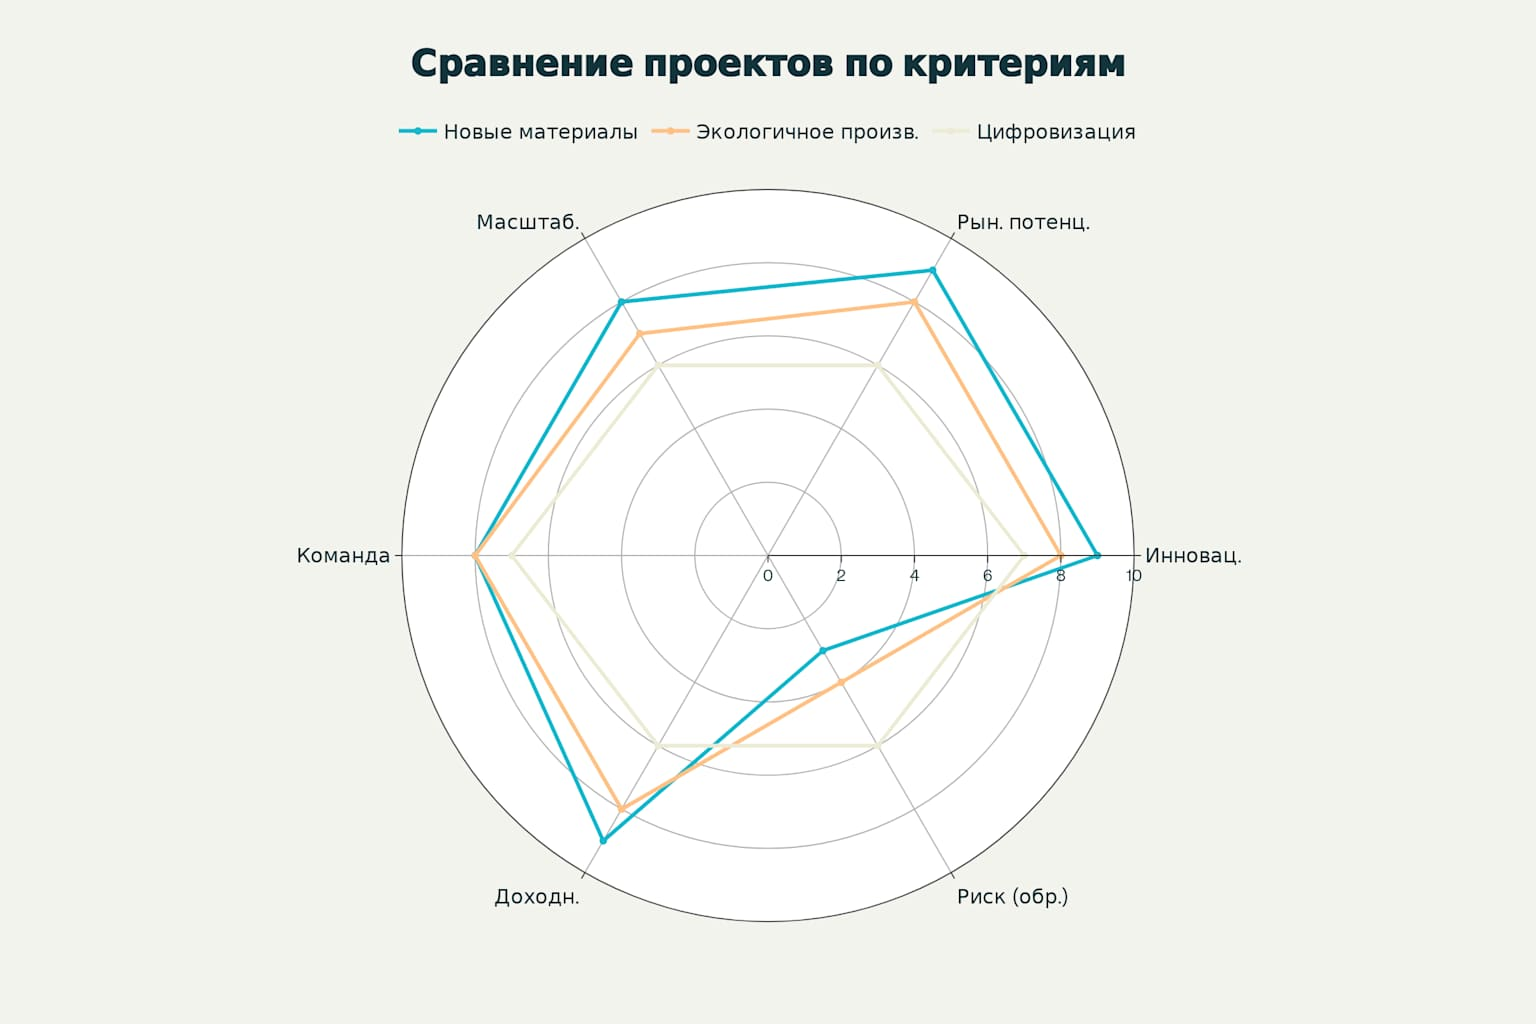 Сравнение проектов по критериям
Новые материалы Экологичное произв. Цифровизация
Масштаб. Рын. потенц.
Команда Инновац.
0 2 4 6 8 10
Доходн. Риск (обр.)